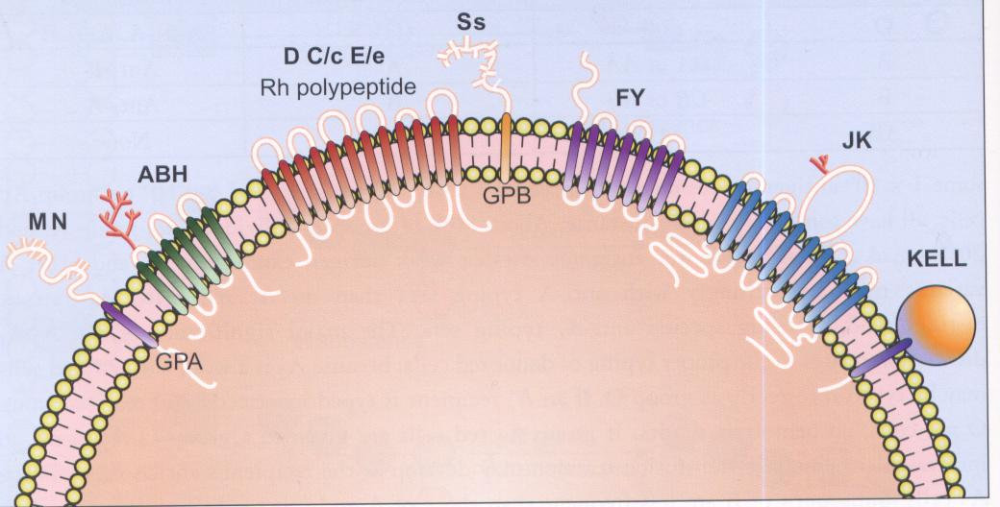 Ss
D C/c E/e
Rh polypeptide
FY
JK
ABH
MN
GPB
KELL
GPA